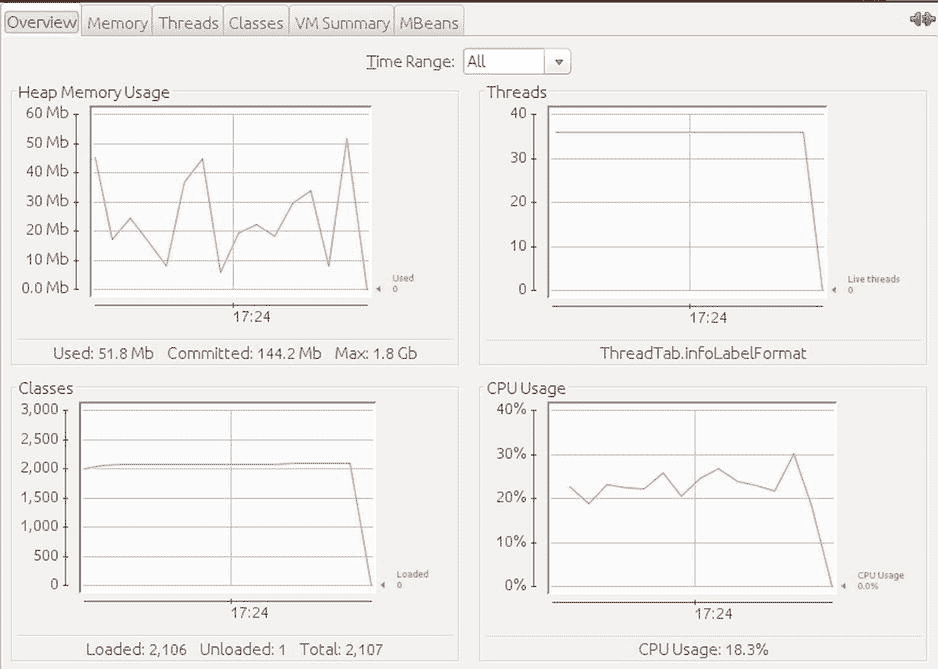 Overview Memory Threads Classes VM Summary MBeans
Time Range: All
Heap Memory Usage
60 Mb
50 Mb
40 Mb
30 Mb
20 Mb
10 Mb
0.0 Mb
Used
0
17:24
Used: 51.8 Mb Committed: 144.2 Mb Max: 1.8 Gb
Threads
40
30
20
10
0
Live threads
0
17:24
ThreadTab.infoLabelFormat
Classes
3,000
2,500
2,000
1,500
1,000
500
0
Loaded
0
17:24
Loaded: 2,106 Unloaded: 1 Total: 2,107
CPU Usage
40%
30%
20%
10%
0%
CPU Usage
0.0%
17:24
CPU Usage: 18.3%